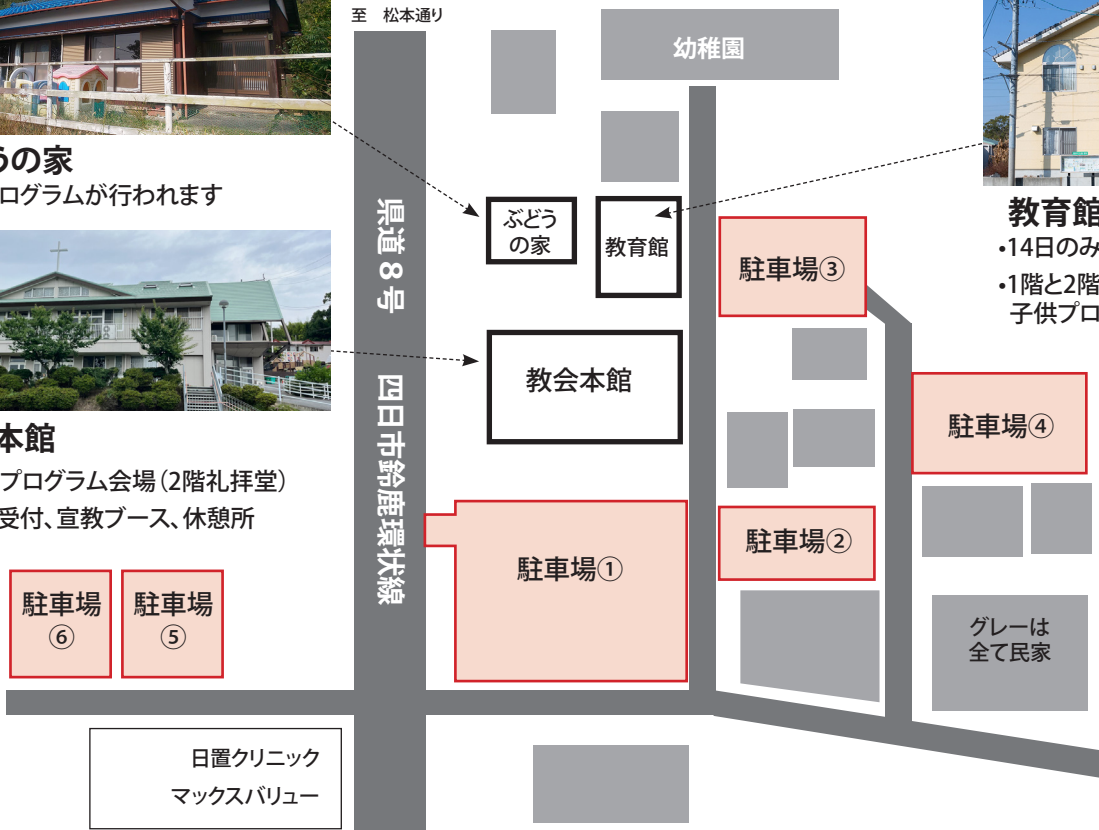 至 松本通り
幼稚園
うの家
ログラムが行われます
県道8号 四日市鈴鹿環状線
ぶどう
の家
教育館
駐車場③
教育館
•14日のみ
•1階と2階
子供プロ
教会本館
駐車場④
本館
プログラム会場(2階礼拝堂)
受付、宣教ブース、休憩所
駐車場①
駐車場②
駐車場
⑥
駐車場
⑤
グレーは
全て民家
日置クリニック
マックスバリュー